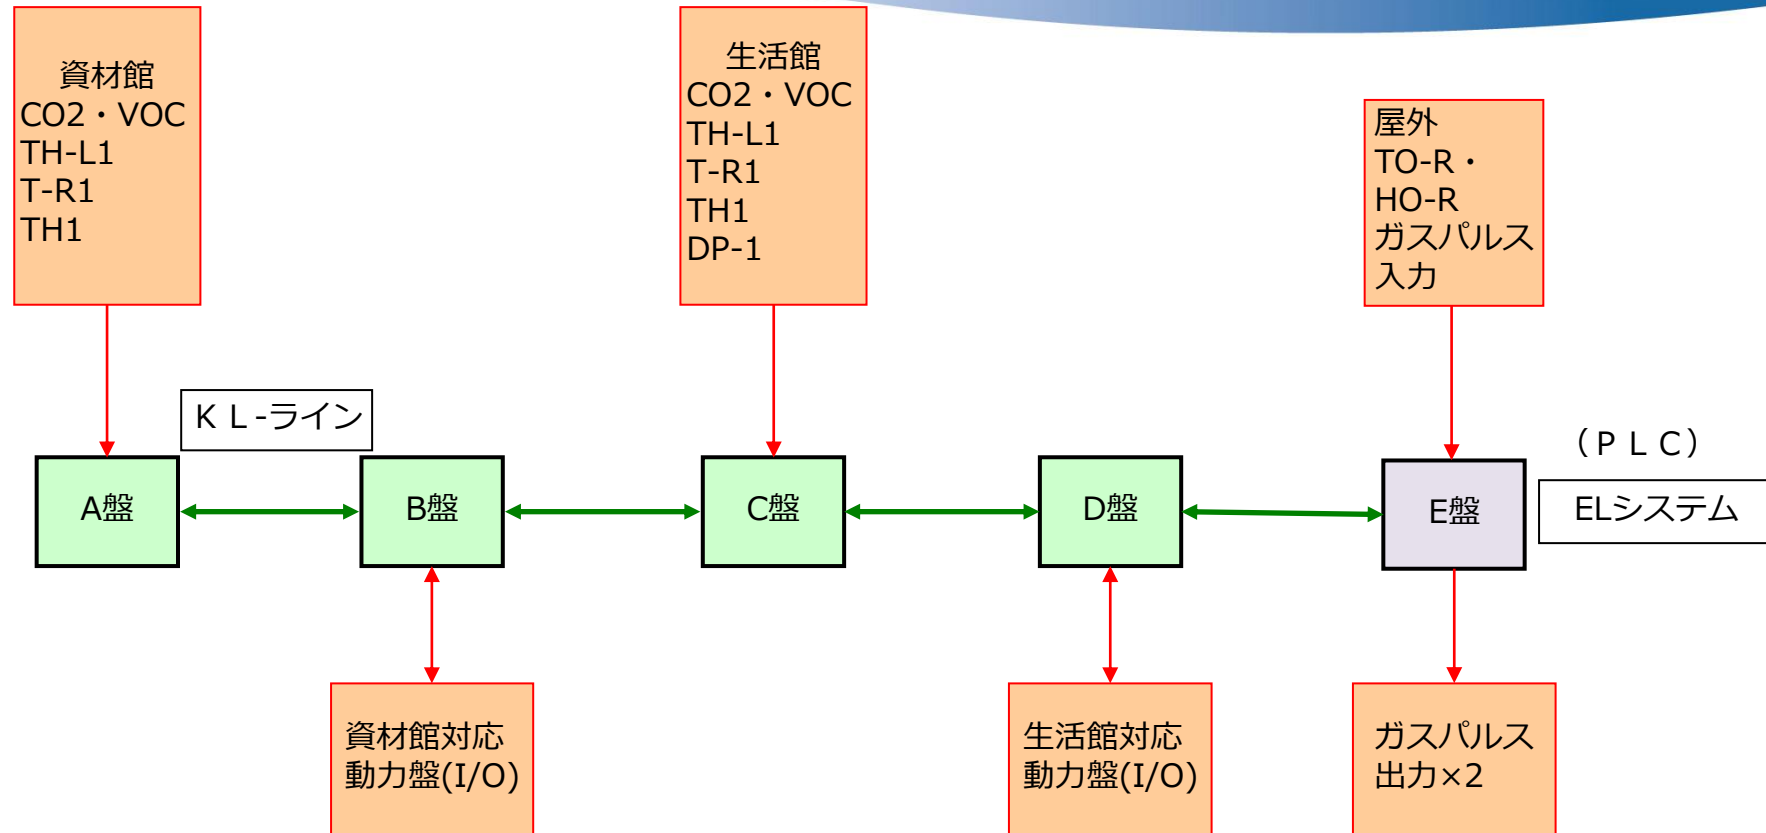 資材館
CO2・VOC
TH-L1
T-R1
TH1
生活館
CO2・VOC
TH-L1
T-R1
TH1
DP-1
屋外
TO-R・
HO-R
ガスパルス
入力
ＫＬ-ライン
（ＰＬＣ）
A盤
B盤
C盤
D盤
E盤
ELシステム
資材館対応
動力盤(I/O)
生活館対応
動力盤(I/O)
ガスパルス
出力×2